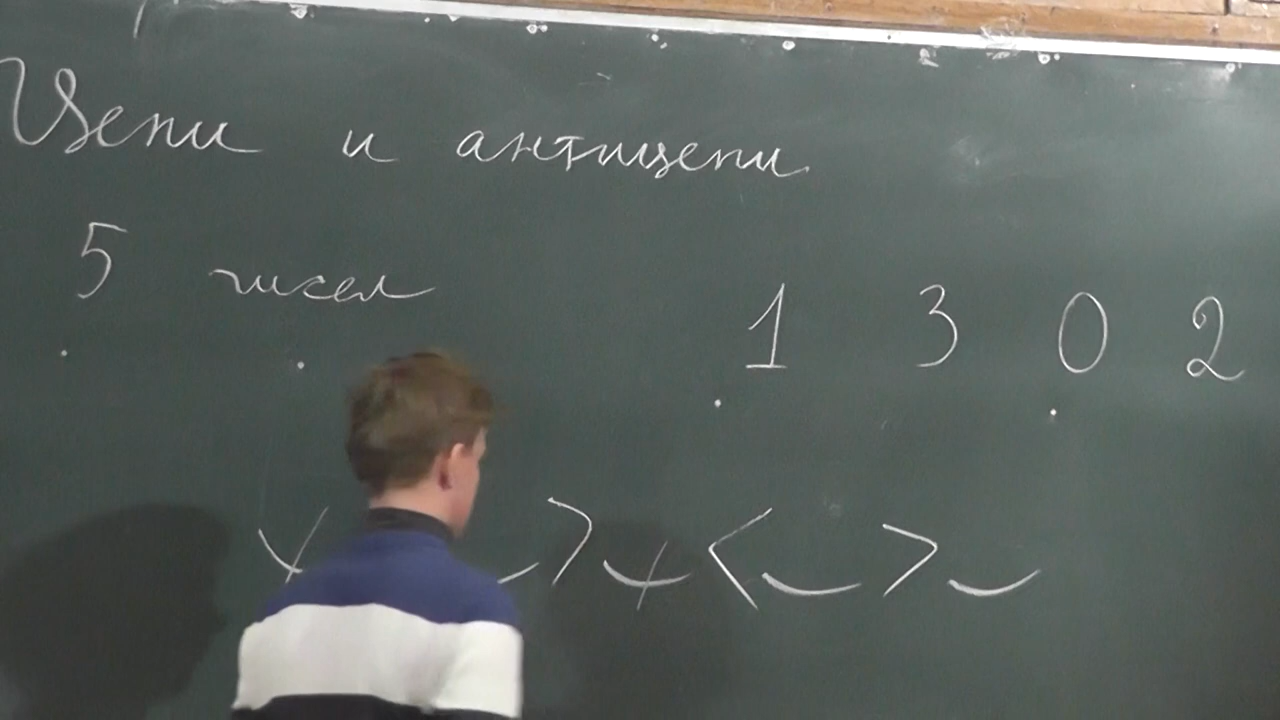 Цепи и антицепи
5 чисел
1 3 0 2
> < >